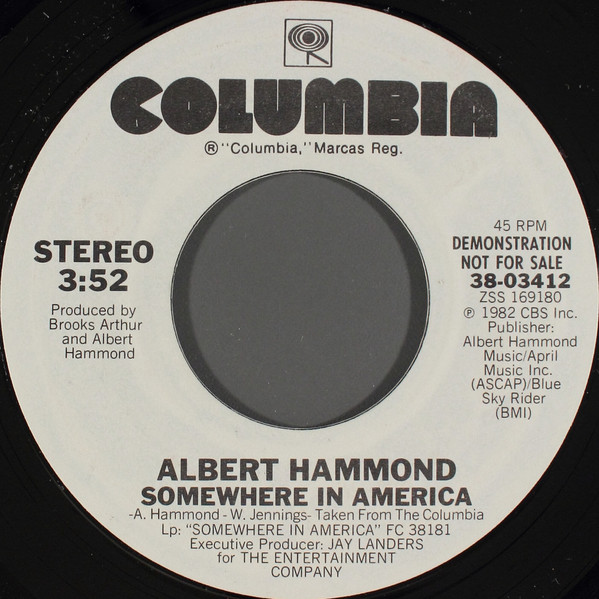 COLUMBIA
®"Columbia," Marcas Reg.
STEREO
3:52
Produced by
Brooks Arthur
and Albert
Hammond
45 RPM
DEMONSTRATION
NOT FOR SALE
38-03412
ZSS 169180
℗ 1982 CBS Inc.
Publisher:
Albert Hammond
Music/April
Music Inc.
(ASCAP)/Blue
Sky Rider
(BMI)
ALBERT HAMMOND
SOMEWHERE IN AMERICA
-A. Hammond - W. Jennings- Taken From The Columbia
Lp: "SOMEWHERE IN AMERICA" FC 38181
Executive Producer: JAY LANDERS
for THE ENTERTAINMENT
COMPANY